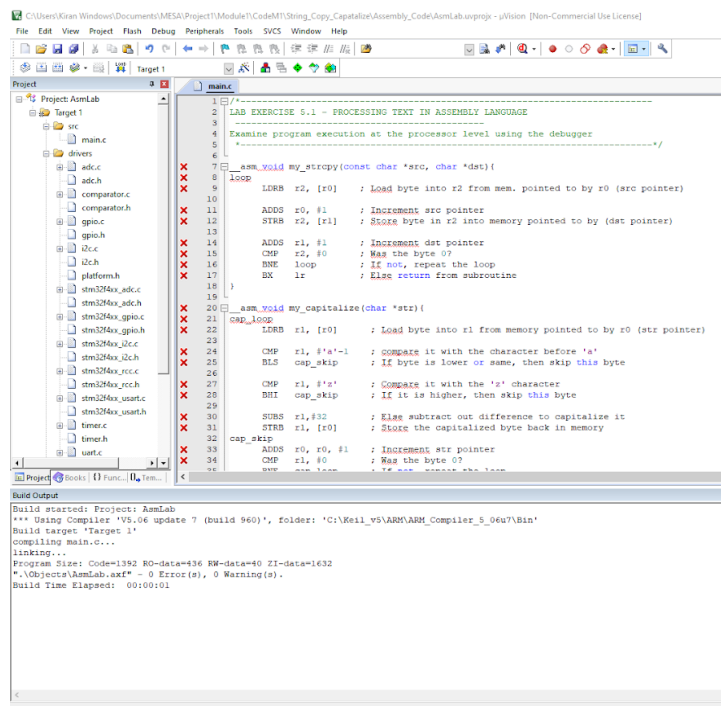 C:\Users\Kiran Windows\Documents\MESA\Project1\Module1\CodeM1\String_Copy_Capatalize\Assembly_Code\AsmLab.uvprojx - µVision [Non-Commercial Use License]
File Edit View Project Flash Debug Peripherals Tools SVCS Window Help
Target 1
Project
main.c
Project: AsmLab
Target 1
src
main.c
drivers
adc.c
adc.h
comparator.c
comparator.h
gpio.c
gpio.h
i2c.c
i2c.h
platform.h
stm32f4xx_adc.c
stm32f4xx_adc.h
stm32f4xx_gpio.c
stm32f4xx_gpio.h
stm32f4xx_i2c.c
stm32f4xx_i2c.h
stm32f4xx_rcc.c
stm32f4xx_rcc.h
stm32f4xx_usart.c
stm32f4xx_usart.h
timer.c
timer.h
uart.c
Project Books {} Func... Tem...
1 /*----------------------------------------------------------------------------
2 LAB EXERCISE 5.1 - PROCESSING TEXT IN ASSEMBLY LANGUAGE
3 ----------------------------------------
4 Examine program execution at the processor level using the debugger
5 *----------------------------------------------------------------------------*/
6
7 __asm void my_strcpy(const char *src, char *dst){
8 loop
9 LDRB r2, [r0] ; Load byte into r2 from mem. pointed to by r0 (src pointer)
10
11 ADDS r0, #1 ; Increment src pointer
12 STRB r2, [r1] ; Store byte in r2 into memory pointed to by (dst pointer)
13
14 ADDS r1, #1 ; Increment dst pointer
15 CMP r2, #0 ; Was the byte 0?
16 BNE loop ; If not, repeat the loop
17 BX lr ; Else return from subroutine
18 }
19
20 __asm void my_capitalize(char *str){
21 cap_loop
22 LDRB r1, [r0] ; Load byte into r1 from memory pointed to by r0 (str pointer)
23
24 CMP r1, #'a'-1 ; compare it with the character before 'a'
25 BLS cap_skip ; If byte is lower or same, then skip this byte
26
27 CMP r1, #'z' ; Compare it with the 'z' character
28 BHI cap_skip ; If it is higher, then skip this byte
29
30 SUBS r1,#32 ; Else subtract out difference to capitalize it
31 STRB r1, [r0] ; Store the capitalized byte back in memory
32 cap_skip
33 ADDS r0, r0, #1 ; Increment str pointer
34 CMP r1, #0 ; Was the byte 0?
Build Output
Build started: Project: AsmLab
*** Using Compiler 'V5.06 update 7 (build 960)', folder: 'C:\Keil_v5\ARM\ARM_Compiler_5_06u7\Bin'
Build target 'Target 1'
compiling main.c...
linking...
Program Size: Code=1392 RO-data=436 RW-data=40 ZI-data=1632
".\Objects\AsmLab.axf" - 0 Error(s), 0 Warning(s).
Build Time Elapsed: 00:00:01